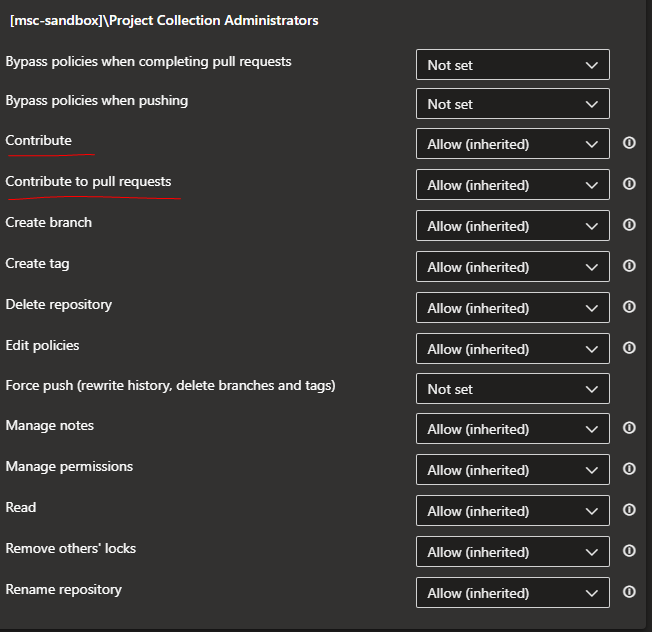 [msc-sandbox]\Project Collection Administrators
Bypass policies when completing pull requests Not set
Bypass policies when pushing Not set
Contribute Allow (inherited)
Contribute to pull requests Allow (inherited)
Create branch Allow (inherited)
Create tag Allow (inherited)
Delete repository Allow (inherited)
Edit policies Allow (inherited)
Force push (rewrite history, delete branches and tags) Not set
Manage notes Allow (inherited)
Manage permissions Allow (inherited)
Read Allow (inherited)
Remove others' locks Allow (inherited)
Rename repository Allow (inherited)